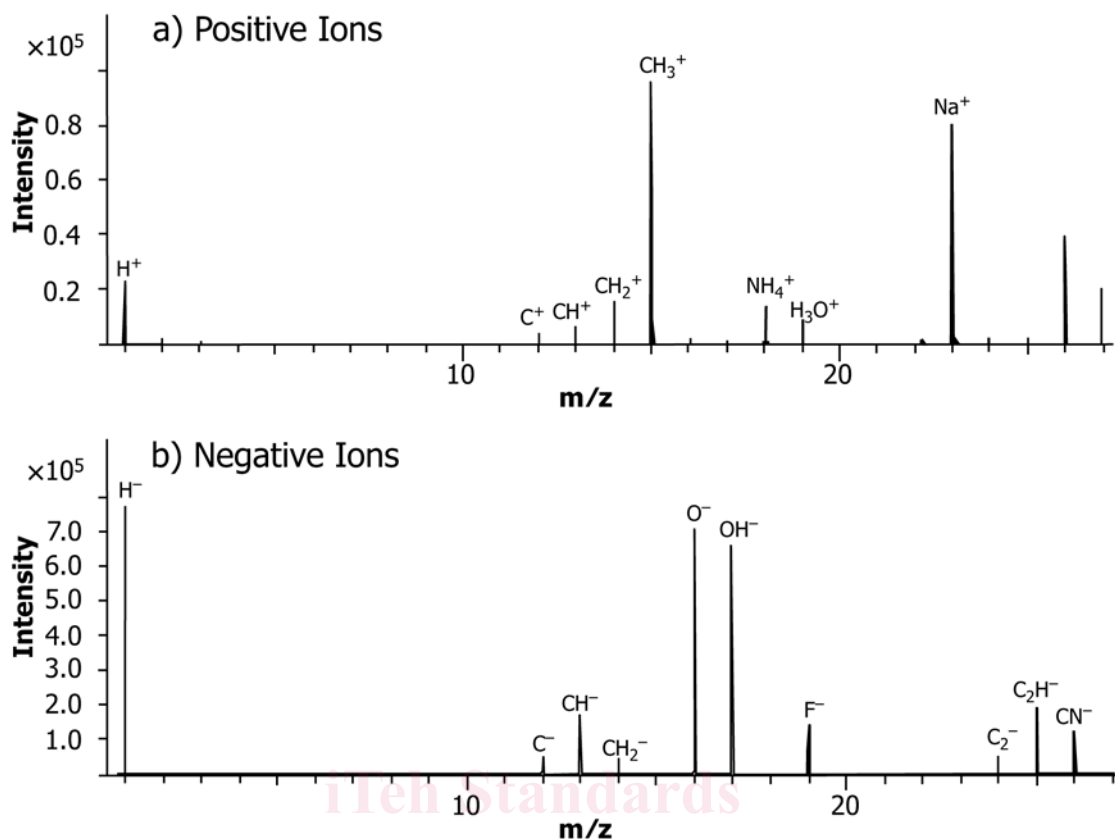 a) Positive Ions
×10⁵
Intensity
0.8
0.6
0.4
0.2
H⁺
C⁺
CH⁺
CH₂⁺
CH₃⁺
NH₄⁺
H₃O⁺
Na⁺
10
20
m/z
b) Negative Ions
×10⁵
Intensity
7.0
6.0
5.0
4.0
3.0
2.0
1.0
H⁻
C⁻
CH⁻
CH₂⁻
O⁻
OH⁻
F⁻
C₂⁻
C₂H⁻
CN⁻
10
20
m/z
iTeh Standards